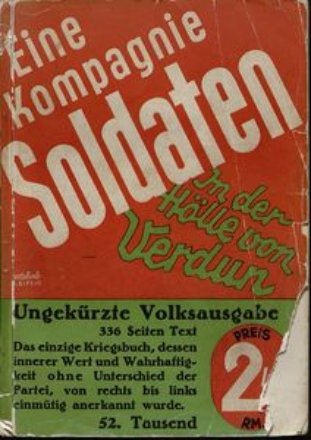 Eine
Kompagnie
Soldaten
In der
Hölle von
Verdun
LEIPZIG
Ungekürzte Volksausgabe
336 Seiten Text
Das einzige Kriegsbuch, dessen
innerer Wert und Wahrhaftig-
keit ohne Unterschied der
Partei, von rechts bis links
einmütig anerkannt wurde.
52. Tausend
PREIS
2
RM.